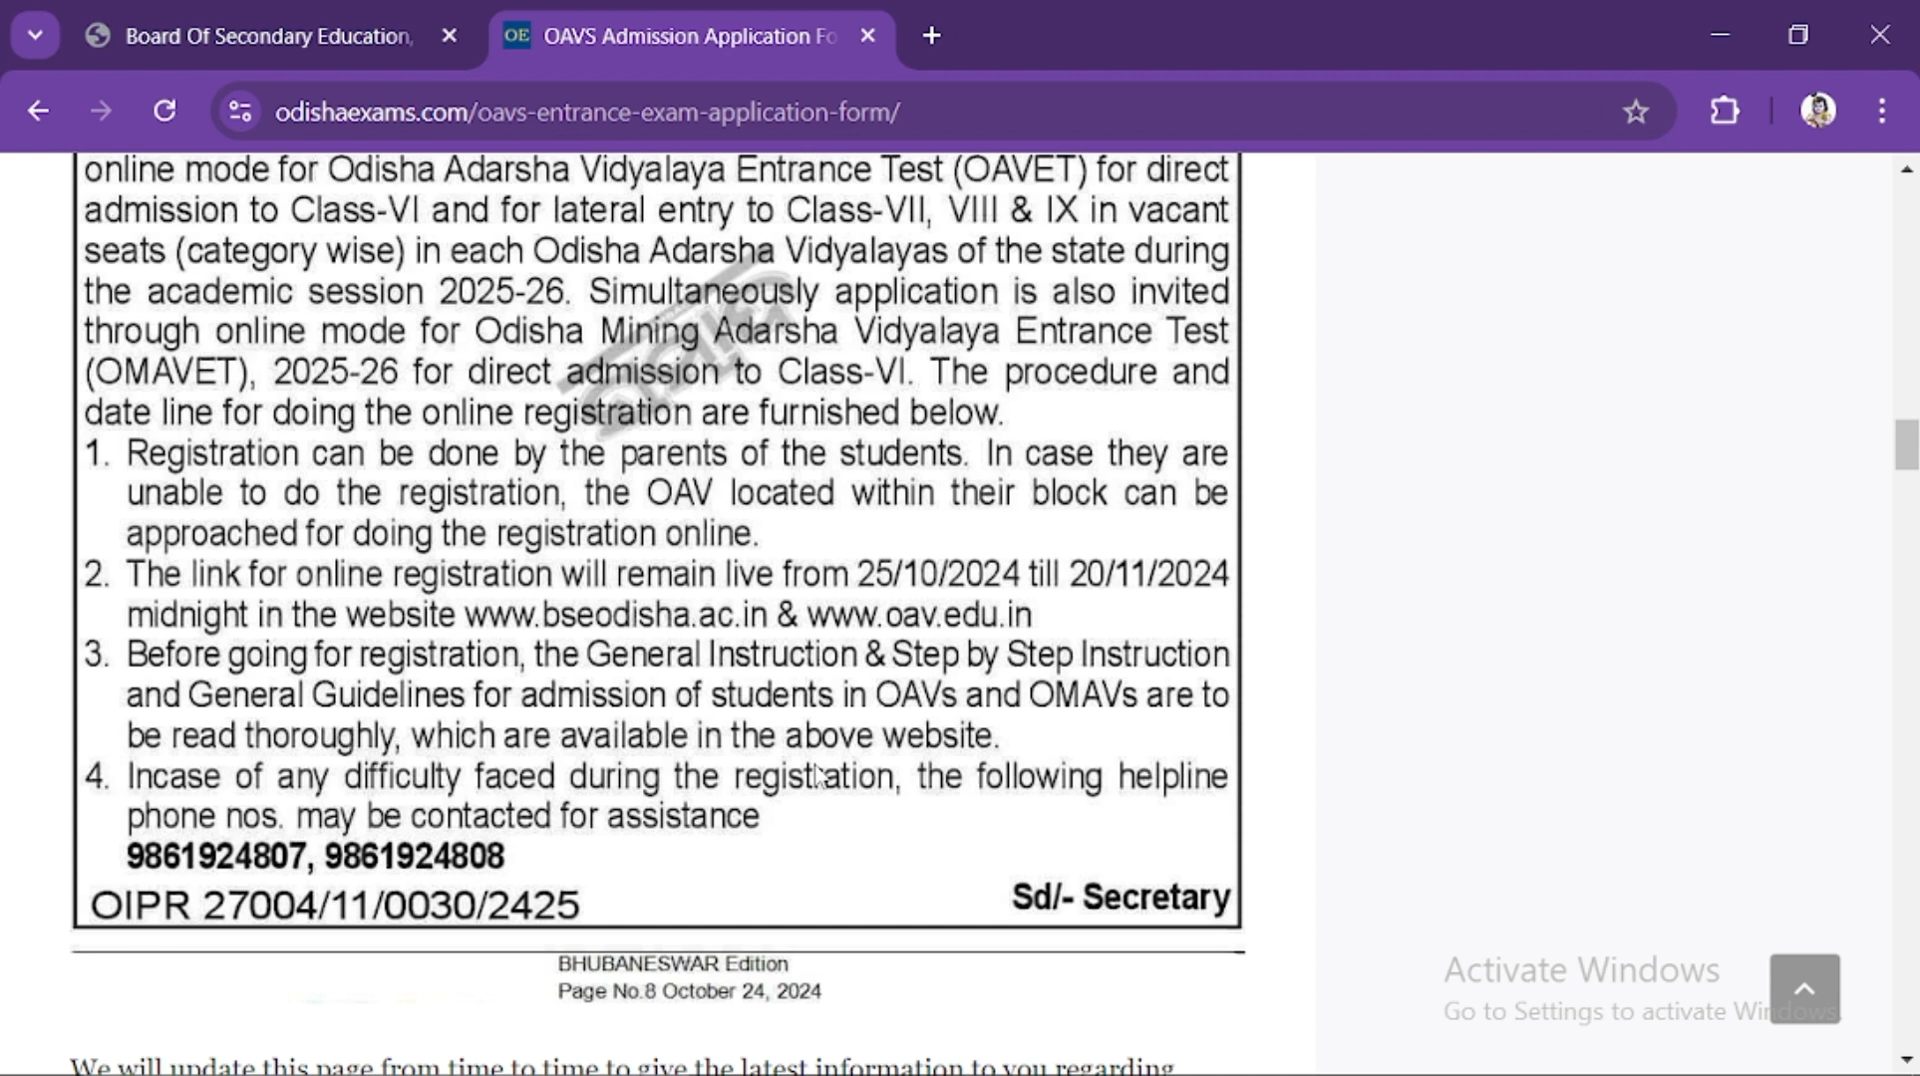 Board Of Secondary Education,
OE OAVS Admission Application Fo
odishaexams.com/oavs-entrance-exam-application-form/
online mode for Odisha Adarsha Vidyalaya Entrance Test (OAVET) for direct
admission to Class-VI and for lateral entry to Class-VII, VIII & IX in vacant
seats (category wise) in each Odisha Adarsha Vidyalayas of the state during
the academic session 2025-26. Simultaneously application is also invited
through online mode for Odisha Mining Adarsha Vidyalaya Entrance Test
(OMAVET), 2025-26 for direct admission to Class-VI. The procedure and
date line for doing the online registration are furnished below.
1. Registration can be done by the parents of the students. In case they are
unable to do the registration, the OAV located within their block can be
approached for doing the registration online.
2. The link for online registration will remain live from 25/10/2024 till 20/11/2024
midnight in the website www.bseodisha.ac.in & www.oav.edu.in
3. Before going for registration, the General Instruction & Step by Step Instruction
and General Guidelines for admission of students in OAVs and OMAVs are to
be read thoroughly, which are available in the above website.
4. Incase of any difficulty faced during the registration, the following helpline
phone nos. may be contacted for assistance
9861924807, 9861924808
OIPR 27004/11/0030/2425
Sd/- Secretary
BHUBANESWAR Edition
Page No.8 October 24, 2024
Activate Windows
Go to Settings to activate Windows.
We will update this page from time to time to give the latest information to you regarding